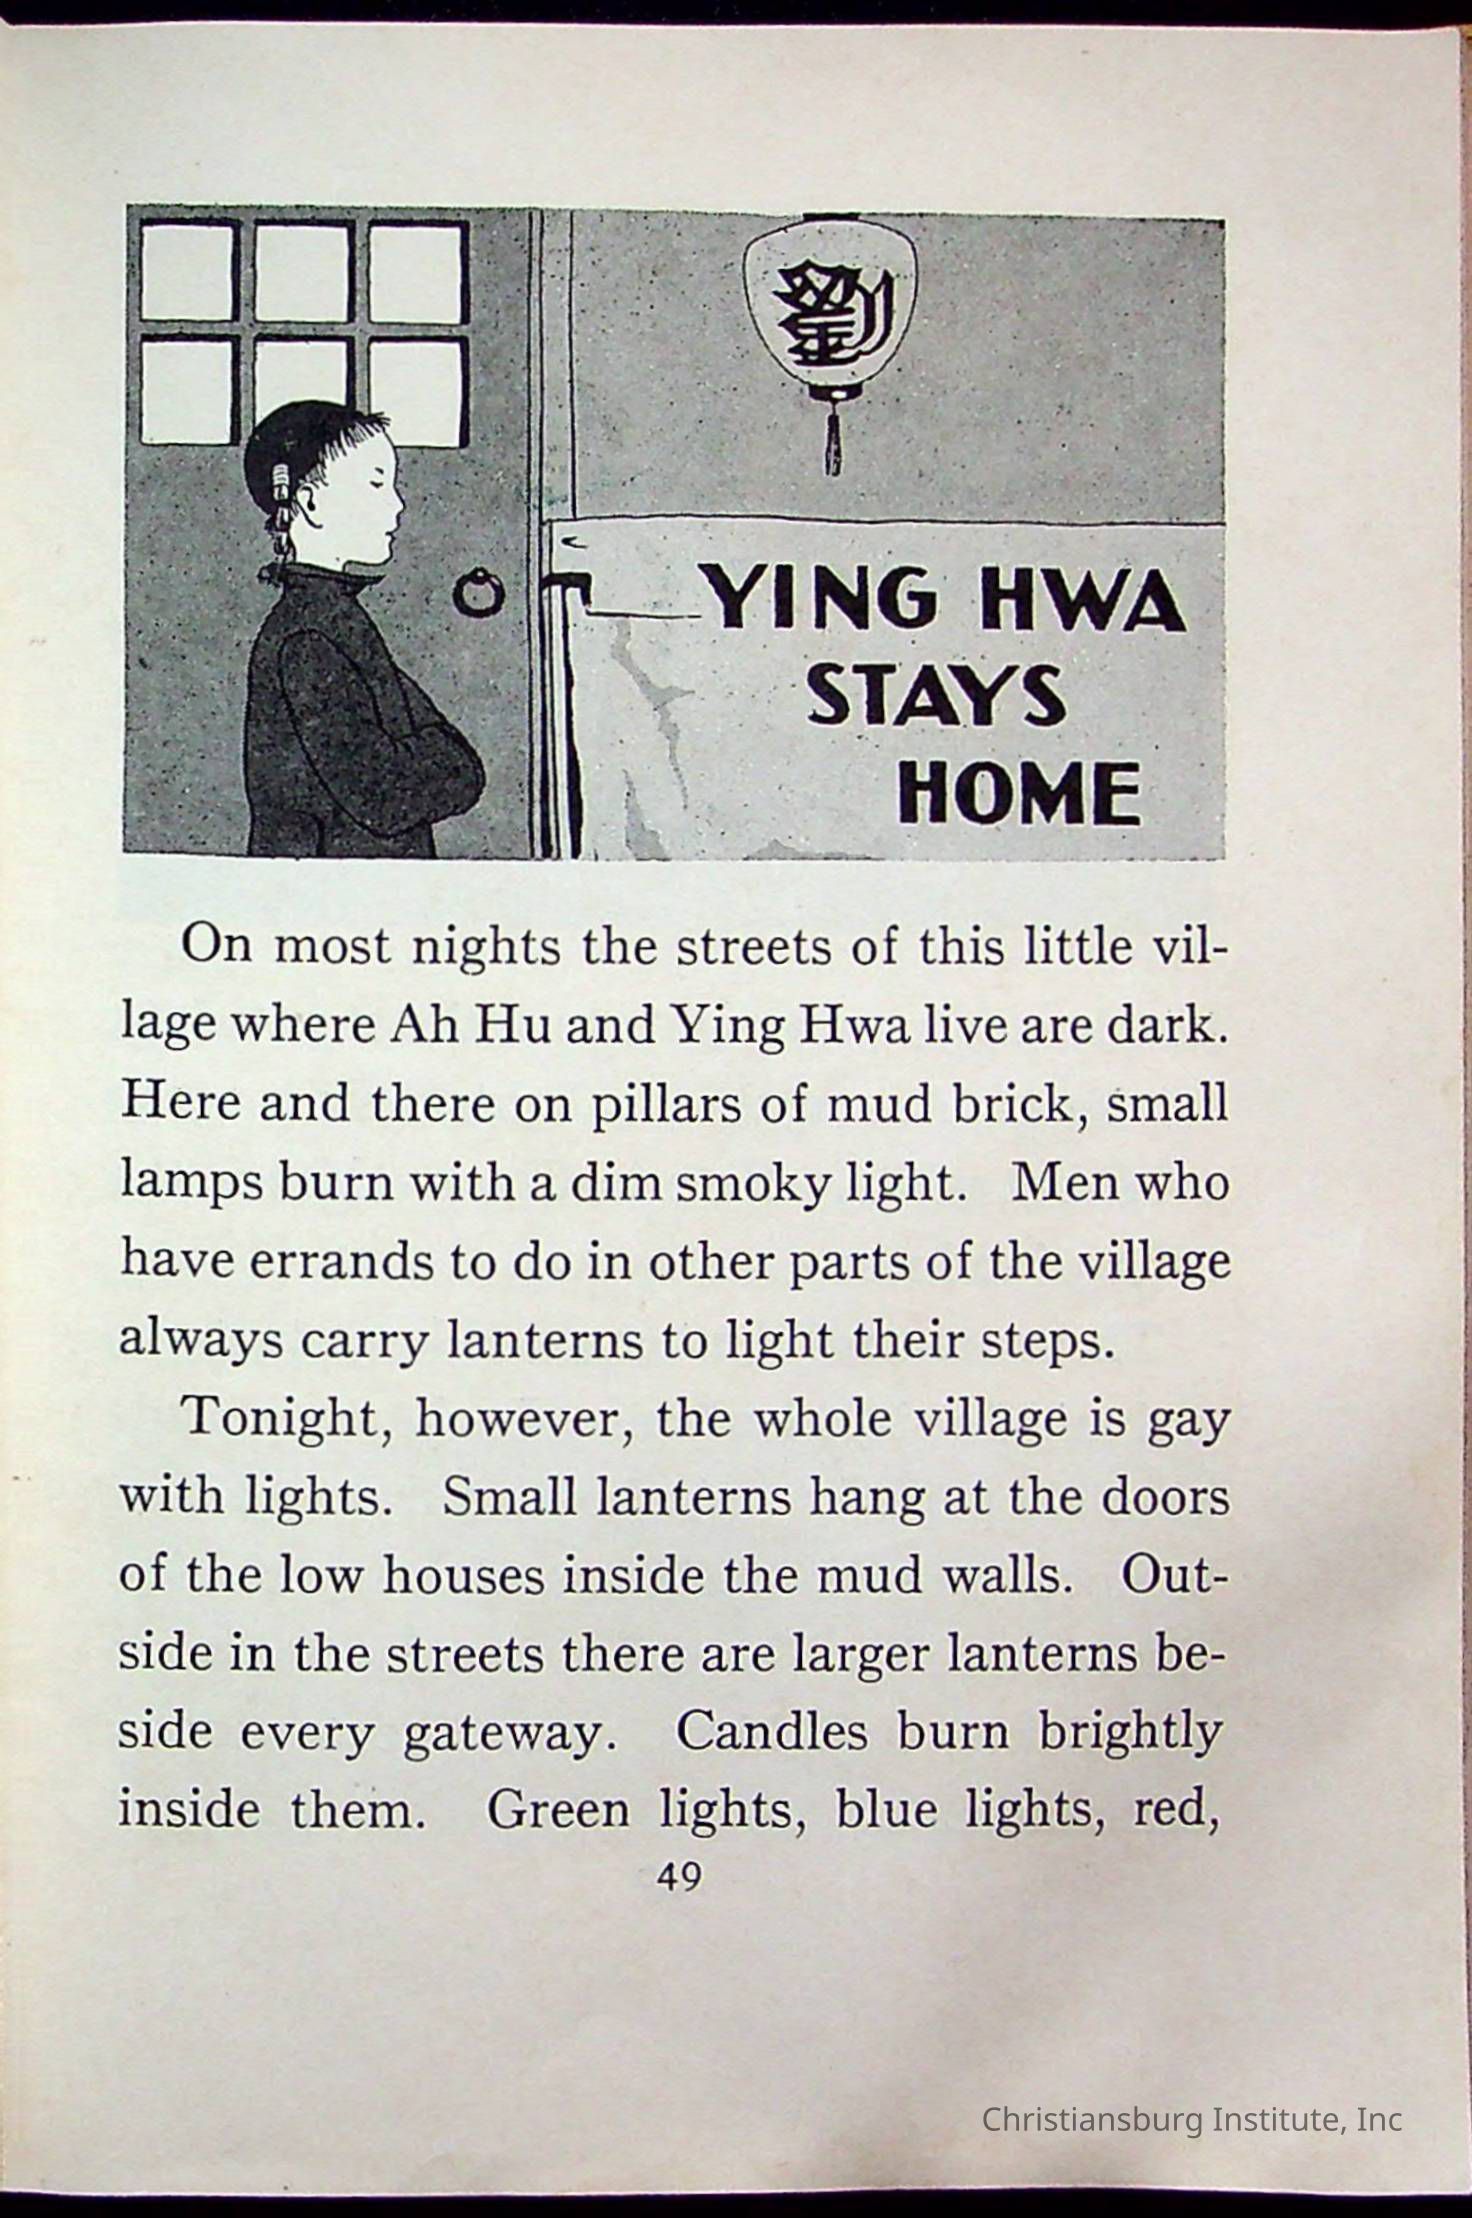 劉
YING HWA
STAYS
HOME
On most nights the streets of this little vil-
lage where Ah Hu and Ying Hwa live are dark.
Here and there on pillars of mud brick, small
lamps burn with a dim smoky light. Men who
have errands to do in other parts of the village
always carry lanterns to light their steps.
Tonight, however, the whole village is gay
with lights. Small lanterns hang at the doors
of the low houses inside the mud walls. Out-
side in the streets there are larger lanterns be-
side every gateway. Candles burn brightly
inside them. Green lights, blue lights, red,
49
Christiansburg Institute, Inc